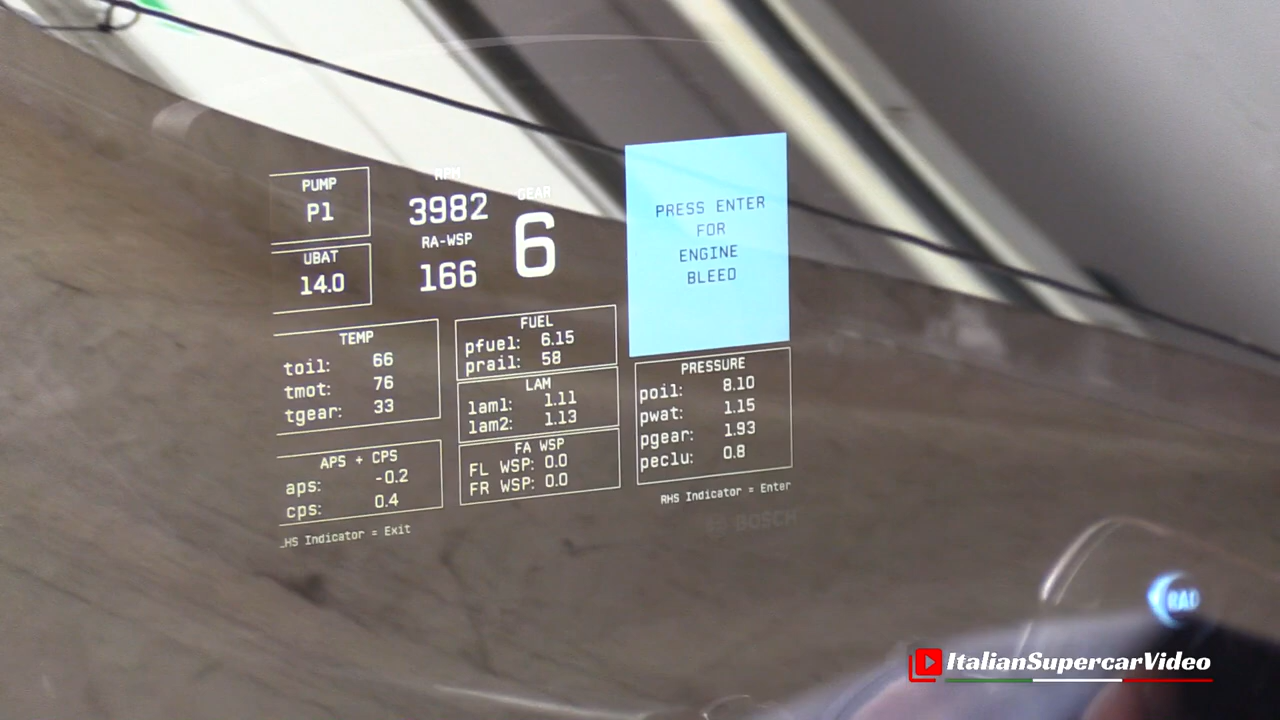 PUMP
P1
UBAT
14.0
RPM
3982
RA-WSP
166
GEAR
6
PRESS ENTER
FOR
ENGINE
BLEED
TEMP
toil: 66
tmot: 76
tgear: 33
FUEL
pfuel: 6.15
prail: 58
LAM
lam1: 1.11
lam2: 1.13
PRESSURE
poil: 8.10
pwat: 1.15
pgear: 1.93
peclu: 0.8
APS + CPS
aps: -0.2
cps: 0.4
FA WSP
FL WSP: 0.0
FR WSP: 0.0
HS Indicator = Exit
RHS Indicator = Enter
BOSCH
RAD
ItalianSupercarVideo